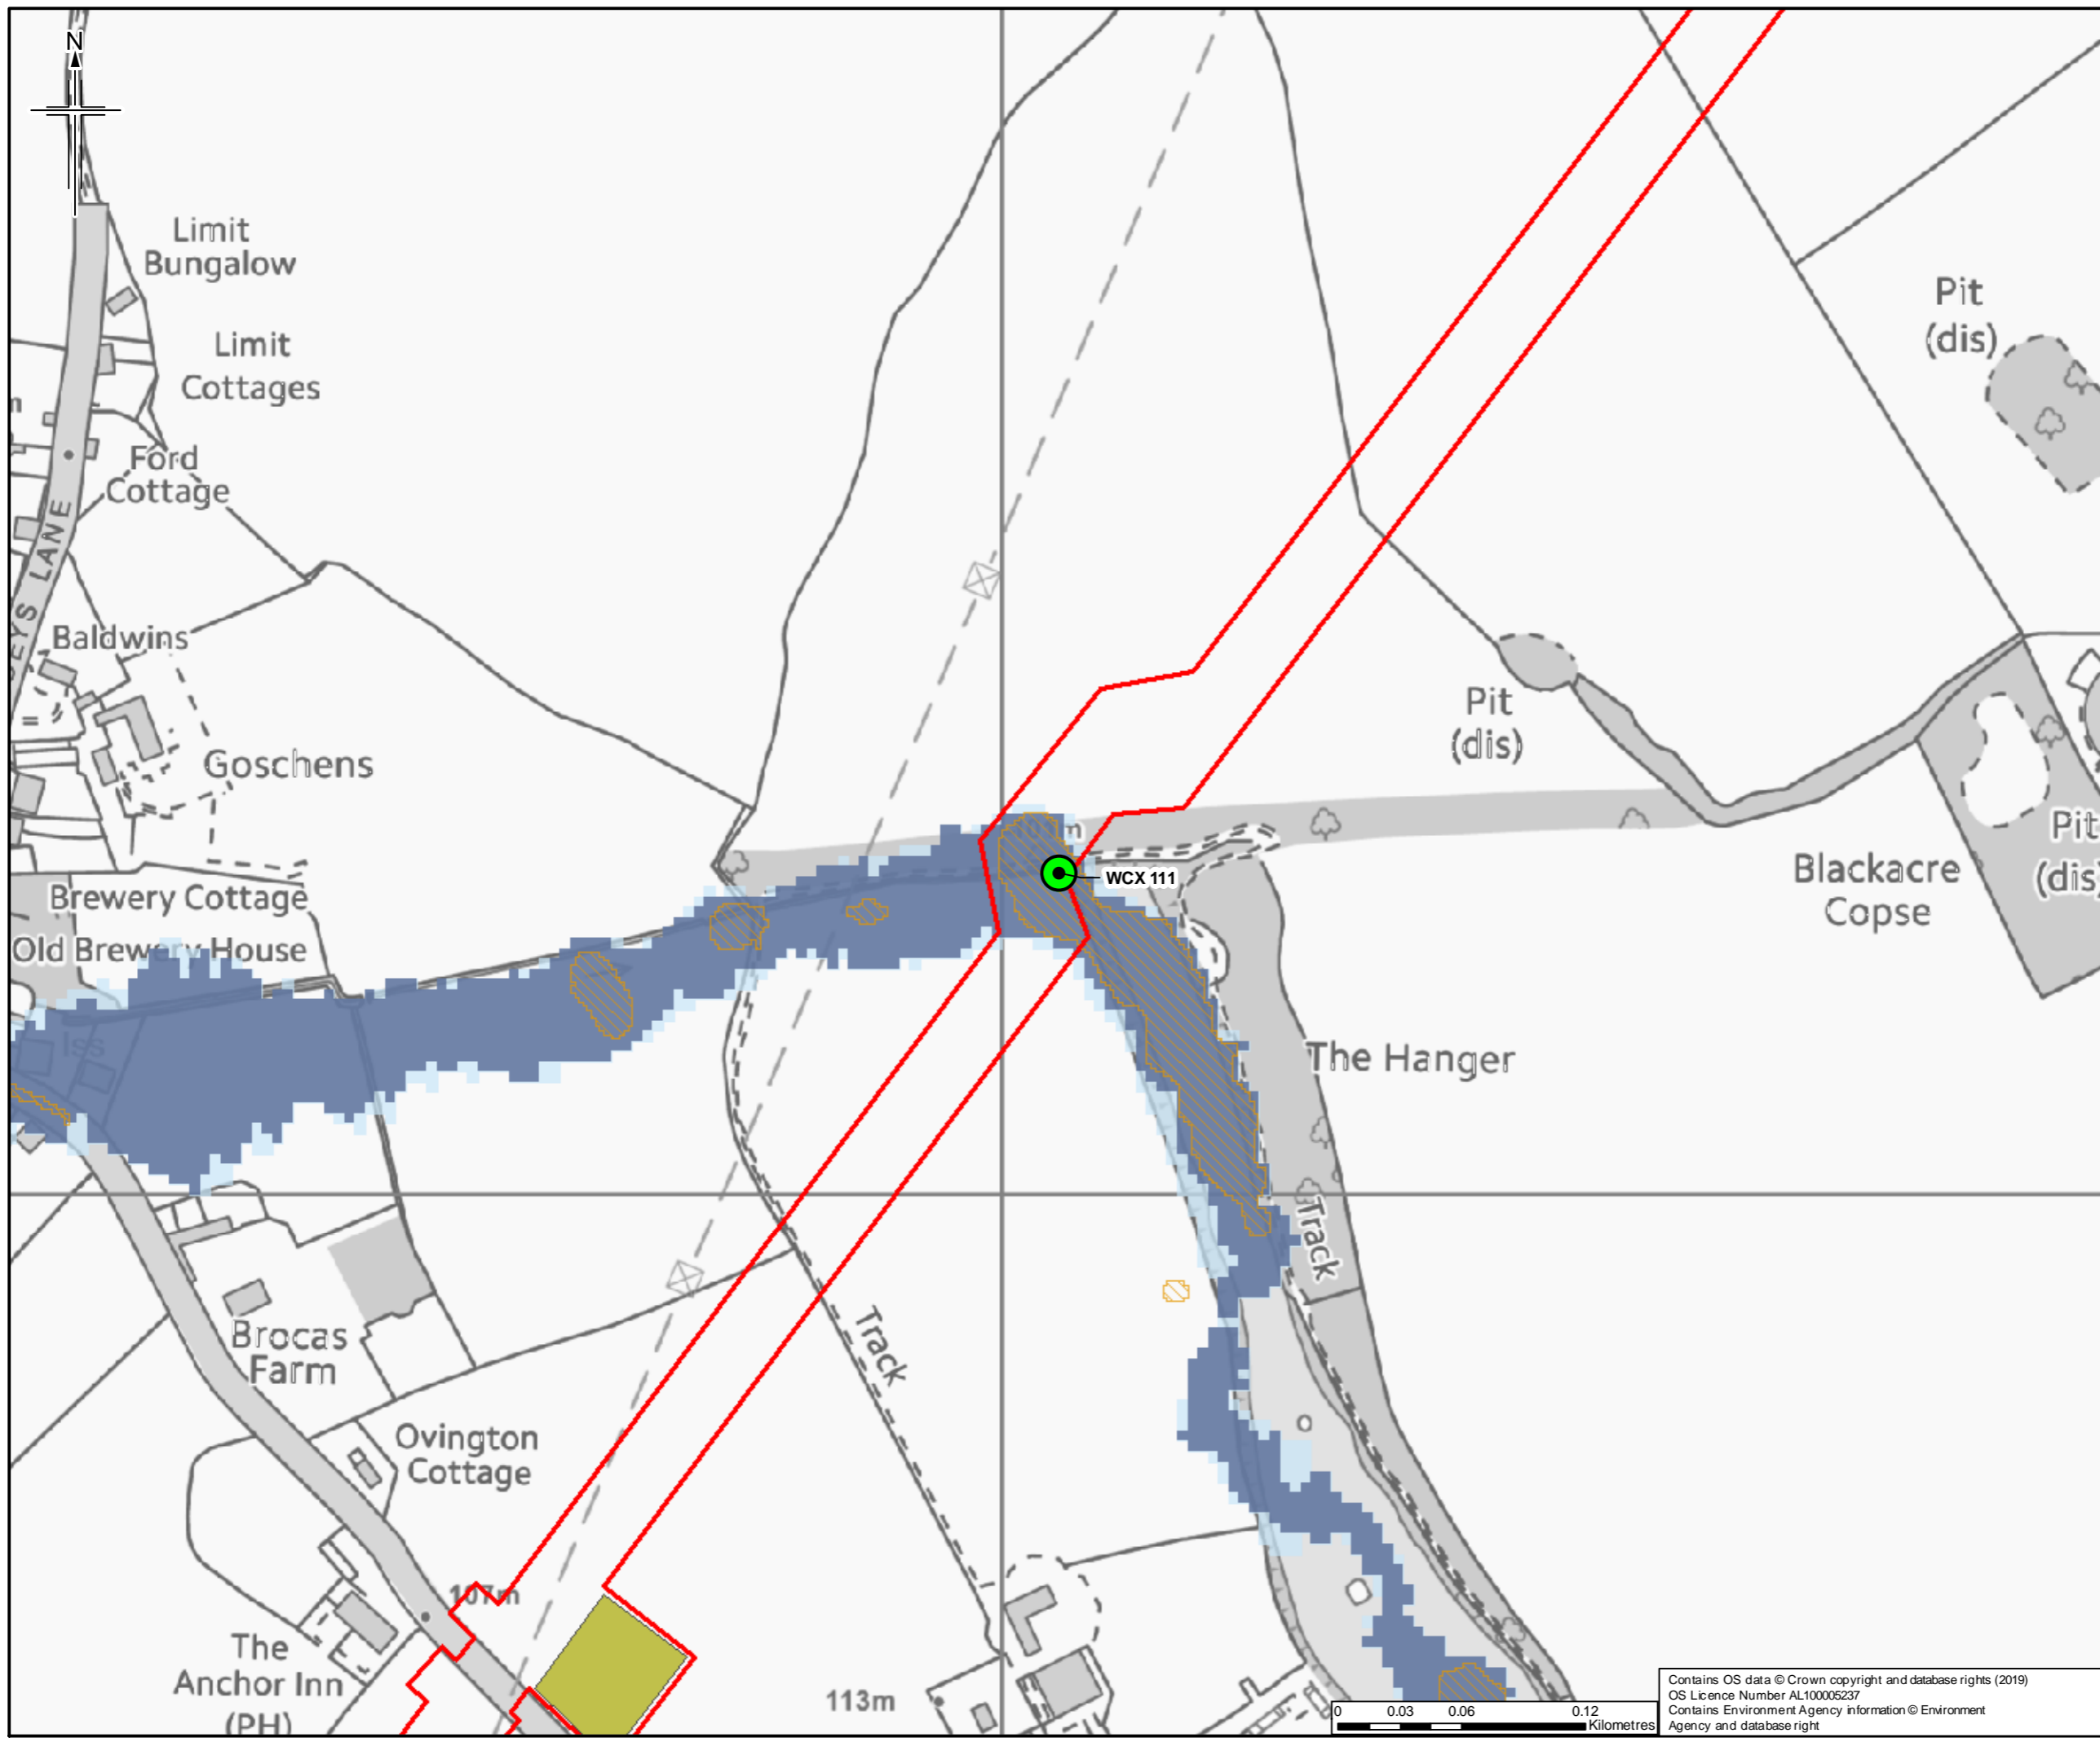 N
Limit
Bungalow
Limit
Cottages
Ford
Cottage
EYS LANE
Baldwins
Goschens
Brewery Cottage
Old Brewery House
Iss
Pit
(dis)
Pit
(dis)
Pit
(dis)
Blackacre
Copse
WCX 111
The Hanger
Track
Track
Brocas
Farm
Ovington
Cottage
107m
The
Anchor Inn
(PH)
113m
0 0.03 0.06 0.12
Kilometres
Contains OS data © Crown copyright and database rights (2019)
OS Licence Number AL100005237
Contains Environment Agency information © Environment
Agency and database right